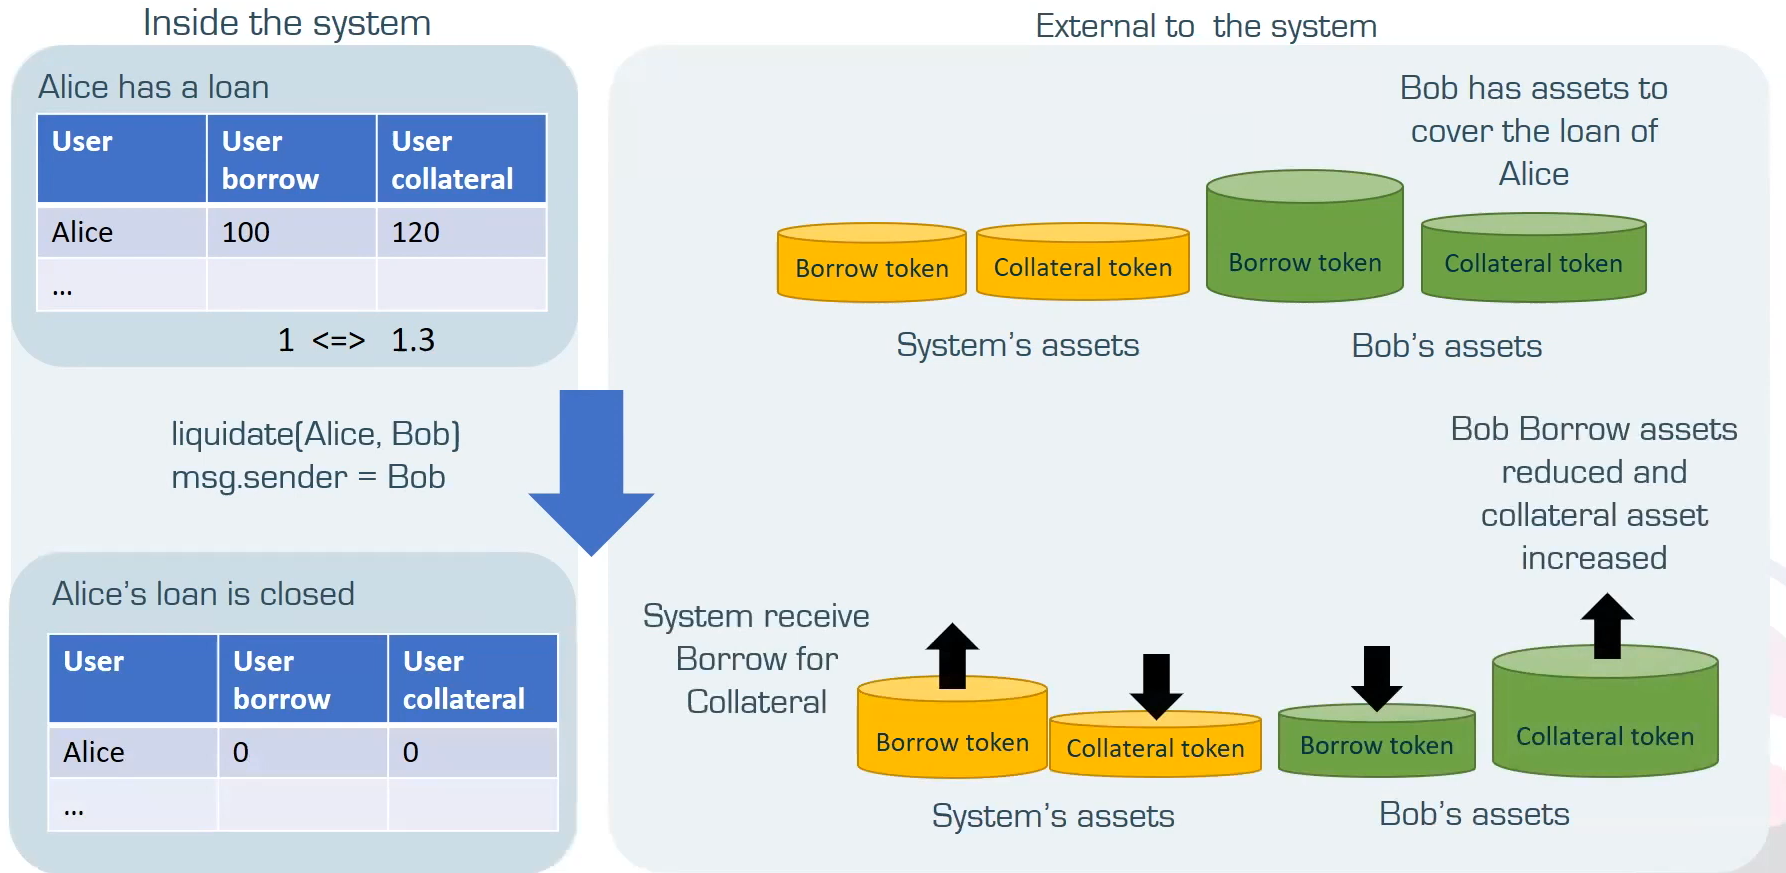 Inside the system
External to the system
Alice has a loan
User
User
borrow
User
collateral
Alice
100
120
...
1 <=> 1.3
Bob has assets to
cover the loan of
Alice
Borrow token
Collateral token
Borrow token
Collateral token
System's assets
Bob's assets
liquidate(Alice, Bob)
msg.sender = Bob
Bob Borrow assets
reduced and
collateral asset
increased
Alice's loan is closed
User
User
borrow
User
collateral
Alice
0
0
...
System receive
Borrow for
Collateral
Borrow token
Collateral token
Borrow token
Collateral token
System's assets
Bob's assets